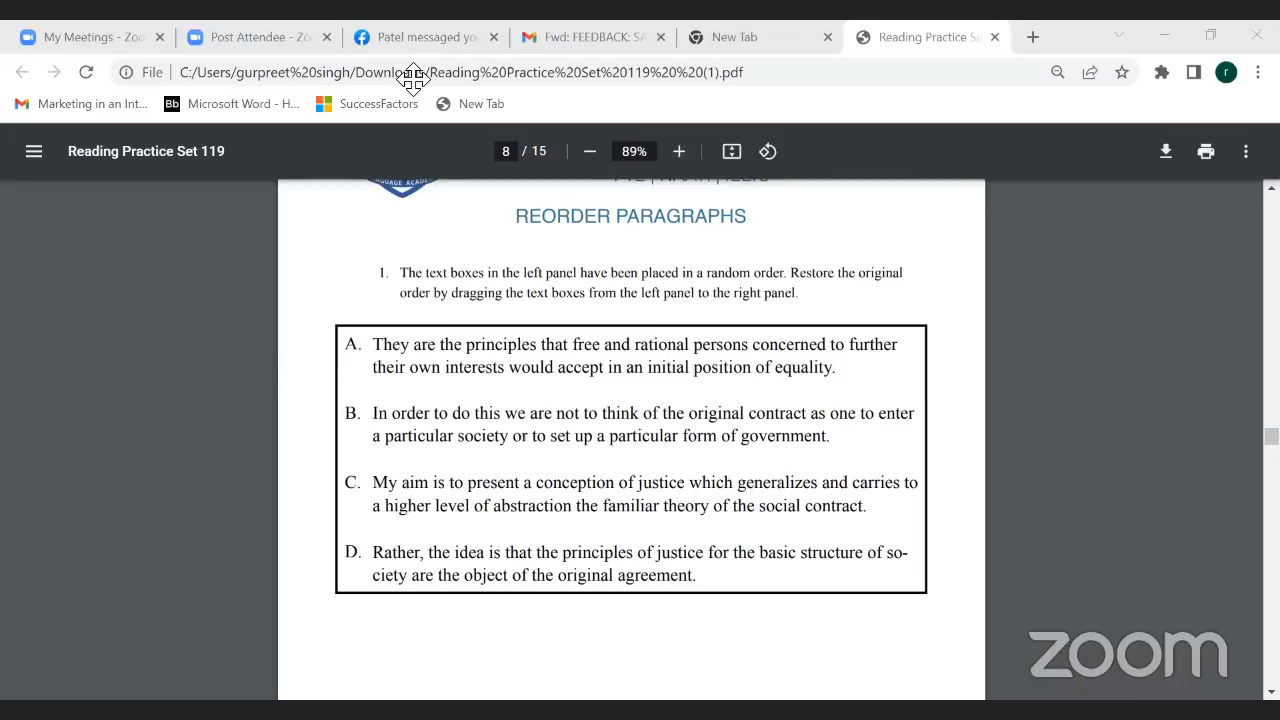 My Meetings - Zoo
Post Attendee - Zo
Patel messaged yo
Fwd: FEEDBACK: SA
New Tab
Reading Practice Se
File
C:/Users/gurpreet%20singh/Downloads/Reading%20Practice%20Set%20119%20%20(1).pdf
r
Marketing in an Int...
Bb Microsoft Word - H...
SuccessFactors
New Tab
Reading Practice Set 119
8 / 15
89%
REORDER PARAGRAPHS
1. The text boxes in the left panel have been placed in a random order. Restore the original
order by dragging the text boxes from the left panel to the right panel.
A. They are the principles that free and rational persons concerned to further
their own interests would accept in an initial position of equality.
B. In order to do this we are not to think of the original contract as one to enter
a particular society or to set up a particular form of government.
C. My aim is to present a conception of justice which generalizes and carries to
a higher level of abstraction the familiar theory of the social contract.
D. Rather, the idea is that the principles of justice for the basic structure of so-
ciety are the object of the original agreement.
zoom